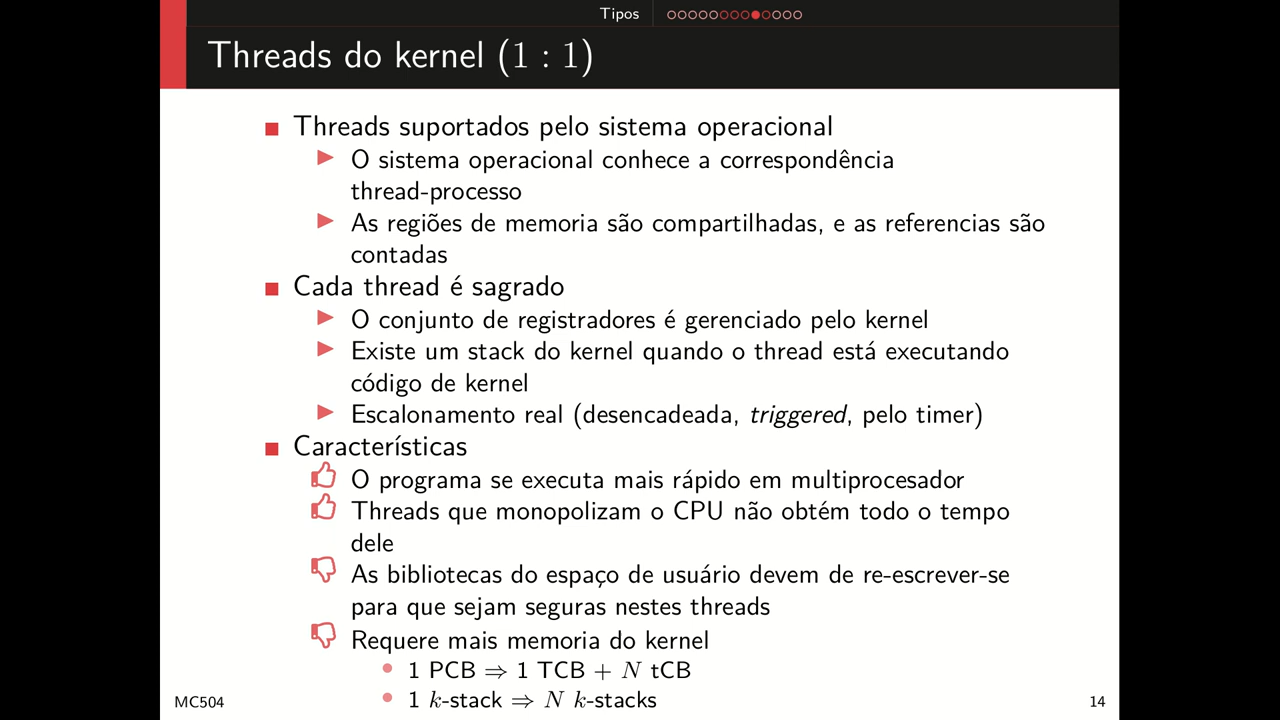 Tipos
Threads do kernel (1 : 1)
Threads suportados pelo sistema operacional
O sistema operacional conhece a correspondência
thread-processo
As regiões de memoria são compartilhadas, e as referencias são
contadas
Cada thread é sagrado
O conjunto de registradores é gerenciado pelo kernel
Existe um stack do kernel quando o thread está executando
código de kernel
Escalonamento real (desencadeada, triggered, pelo timer)
Características
O programa se executa mais rápido em multiprocesador
Threads que monopolizam o CPU não obtém todo o tempo
dele
As bibliotecas do espaço de usuário devem de re-escrever-se
para que sejam seguras nestes threads
Requere mais memoria do kernel
1 PCB ⇒ 1 TCB + N tCB
1 k-stack ⇒ N k-stacks
MC504
14